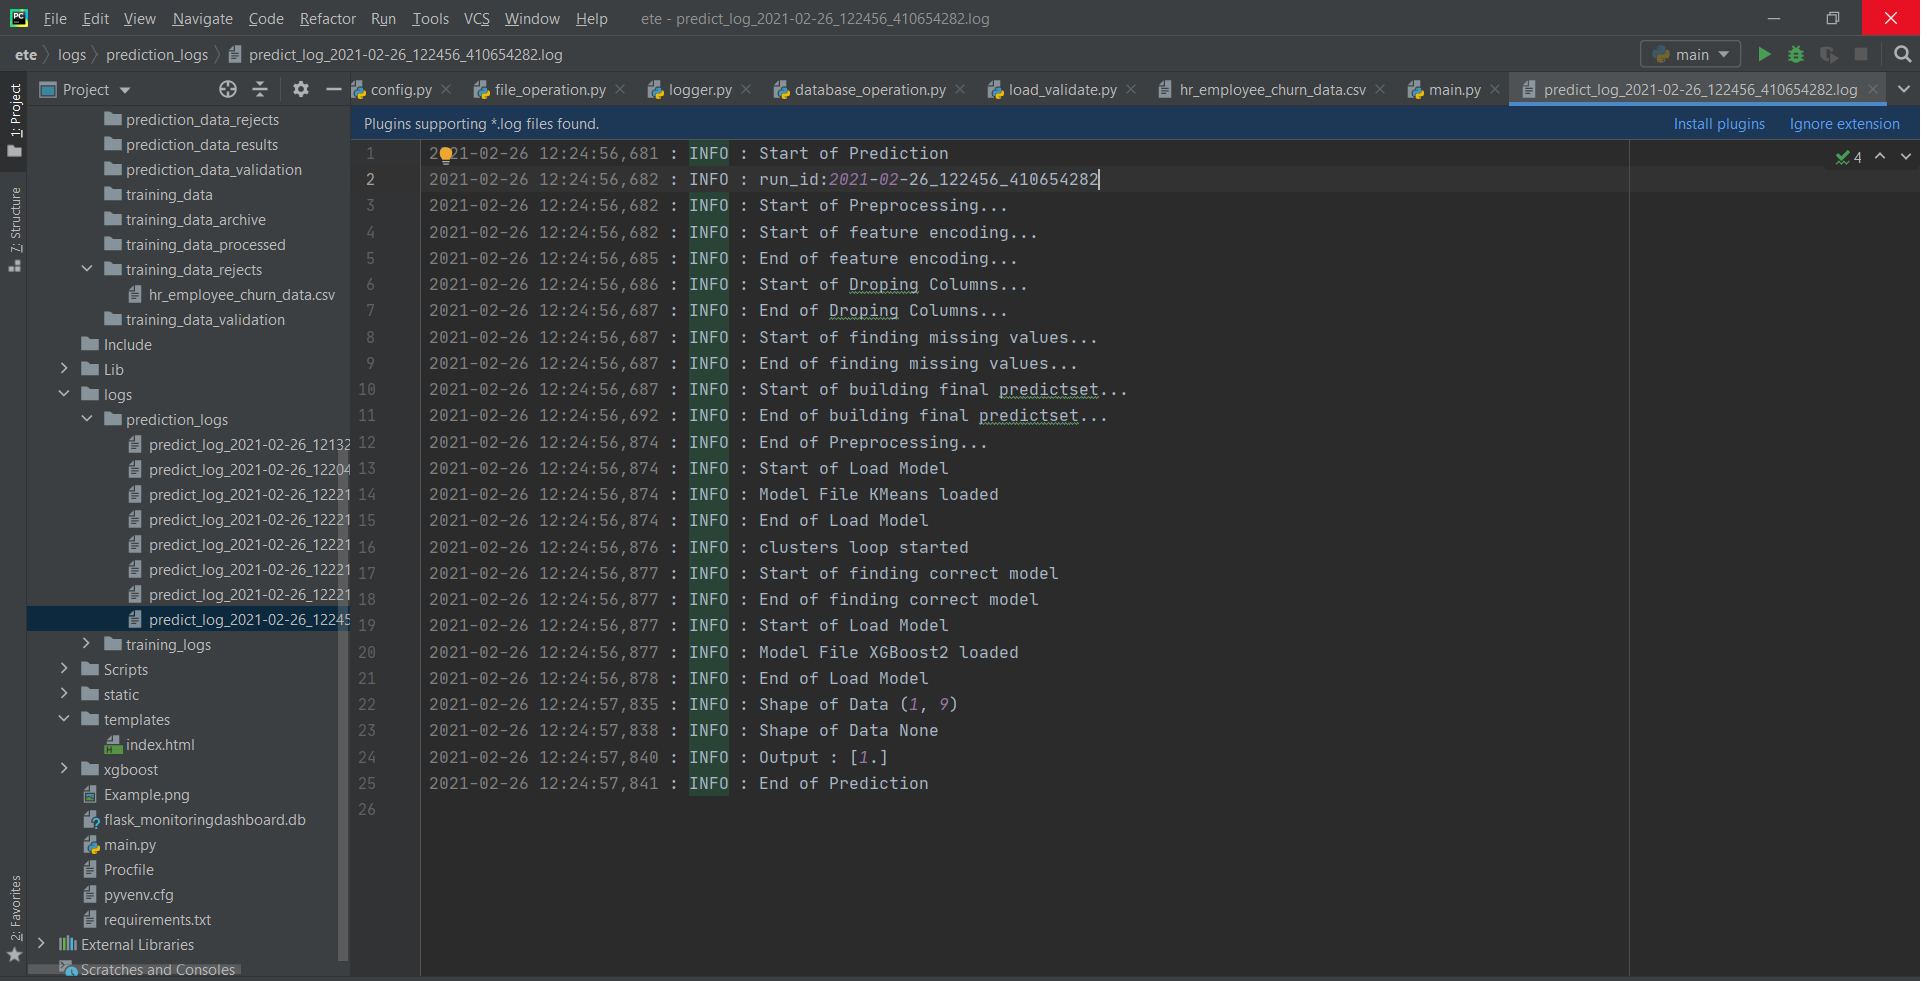 PC File Edit View Navigate Code Refactor Run Tools VCS Window Help ete - predict_log_2021-02-26_122456_410654282.log
ete logs prediction_logs predict_log_2021-02-26_122456_410654282.log main
Project config.py file_operation.py logger.py database_operation.py load_validate.py hr_employee_churn_data.csv main.py predict_log_2021-02-26_122456_410654282.log
1: Project
7: Structure
2: Favorites
prediction_data_rejects
prediction_data_results
prediction_data_validation
training_data
training_data_archive
training_data_processed
training_data_rejects
hr_employee_churn_data.csv
training_data_validation
Include
Lib
logs
prediction_logs
predict_log_2021-02-26_12132
predict_log_2021-02-26_12204
predict_log_2021-02-26_12221
predict_log_2021-02-26_12221
predict_log_2021-02-26_12221
predict_log_2021-02-26_12221
predict_log_2021-02-26_12221
predict_log_2021-02-26_12245
training_logs
Scripts
static
templates
index.html
xgboost
Example.png
flask_monitoringdashboard.db
main.py
Procfile
pyvenv.cfg
requirements.txt
External Libraries
Scratches and Consoles
Plugins supporting *.log files found. Install plugins Ignore extension
4
1 2021-02-26 12:24:56,681 : INFO : Start of Prediction
2 2021-02-26 12:24:56,682 : INFO : run_id:2021-02-26_122456_410654282
3 2021-02-26 12:24:56,682 : INFO : Start of Preprocessing...
4 2021-02-26 12:24:56,682 : INFO : Start of feature encoding...
5 2021-02-26 12:24:56,685 : INFO : End of feature encoding...
6 2021-02-26 12:24:56,686 : INFO : Start of Droping Columns...
7 2021-02-26 12:24:56,687 : INFO : End of Droping Columns...
8 2021-02-26 12:24:56,687 : INFO : Start of finding missing values...
9 2021-02-26 12:24:56,687 : INFO : End of finding missing values...
10 2021-02-26 12:24:56,687 : INFO : Start of building final predictset...
11 2021-02-26 12:24:56,692 : INFO : End of building final predictset...
12 2021-02-26 12:24:56,874 : INFO : End of Preprocessing...
13 2021-02-26 12:24:56,874 : INFO : Start of Load Model
14 2021-02-26 12:24:56,874 : INFO : Model File KMeans loaded
15 2021-02-26 12:24:56,874 : INFO : End of Load Model
16 2021-02-26 12:24:56,876 : INFO : clusters loop started
17 2021-02-26 12:24:56,877 : INFO : Start of finding correct model
18 2021-02-26 12:24:56,877 : INFO : End of finding correct model
19 2021-02-26 12:24:56,877 : INFO : Start of Load Model
20 2021-02-26 12:24:56,877 : INFO : Model File XGBoost2 loaded
21 2021-02-26 12:24:56,878 : INFO : End of Load Model
22 2021-02-26 12:24:57,835 : INFO : Shape of Data (1, 9)
23 2021-02-26 12:24:57,838 : INFO : Shape of Data None
24 2021-02-26 12:24:57,840 : INFO : Output : [1.]
25 2021-02-26 12:24:57,841 : INFO : End of Prediction
26